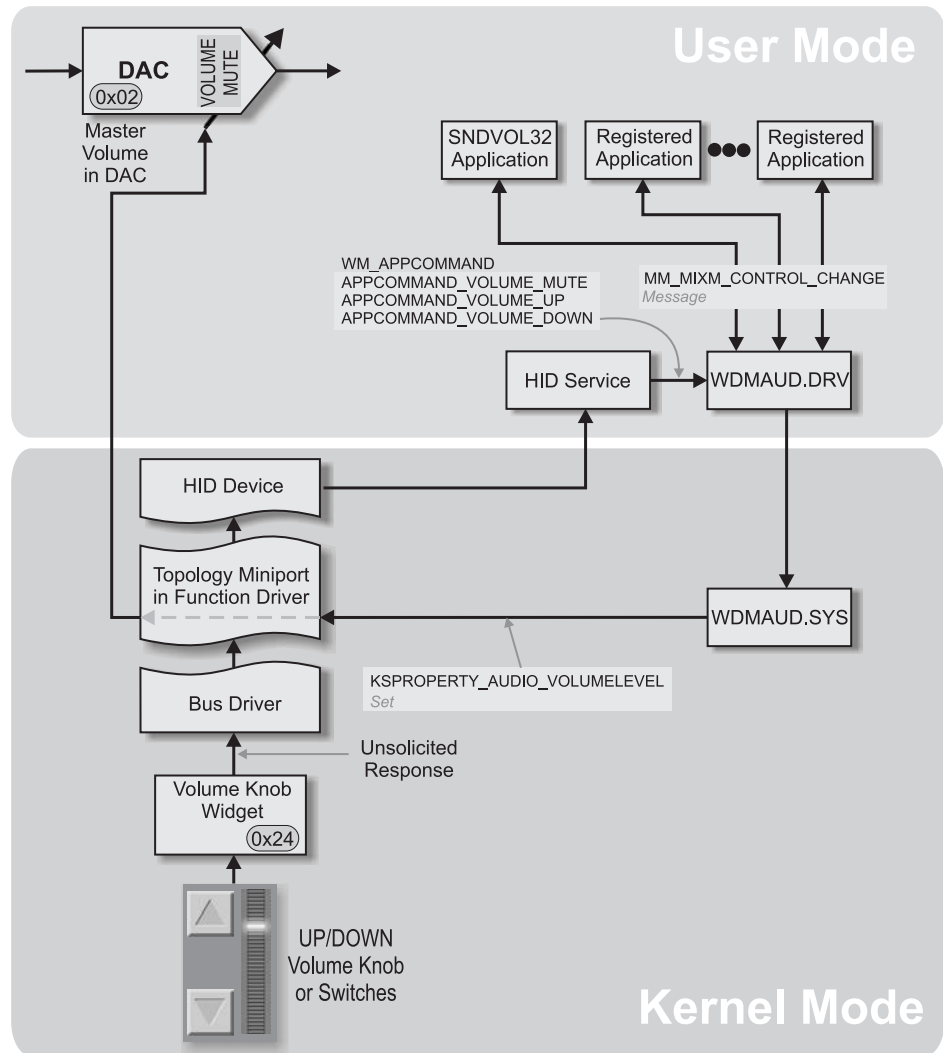 User Mode
DAC
VOLUME
MUTE
0x02
Master
Volume
in DAC
SNDVOL32
Application
Registered
Application
Registered
Application
WM_APPCOMMAND
APPCOMMAND_VOLUME_MUTE
APPCOMMAND_VOLUME_UP
APPCOMMAND_VOLUME_DOWN
MM_MIXM_CONTROL_CHANGE
Message
HID Service
WDMAUD.DRV
HID Device
Topology Miniport
in Function Driver
WDMAUD.SYS
KSPROPERTY_AUDIO_VOLUMELEVEL
Set
Bus Driver
Unsolicited
Response
Volume Knob
Widget
0x24
UP/DOWN
Volume Knob
or Switches
Kernel Mode